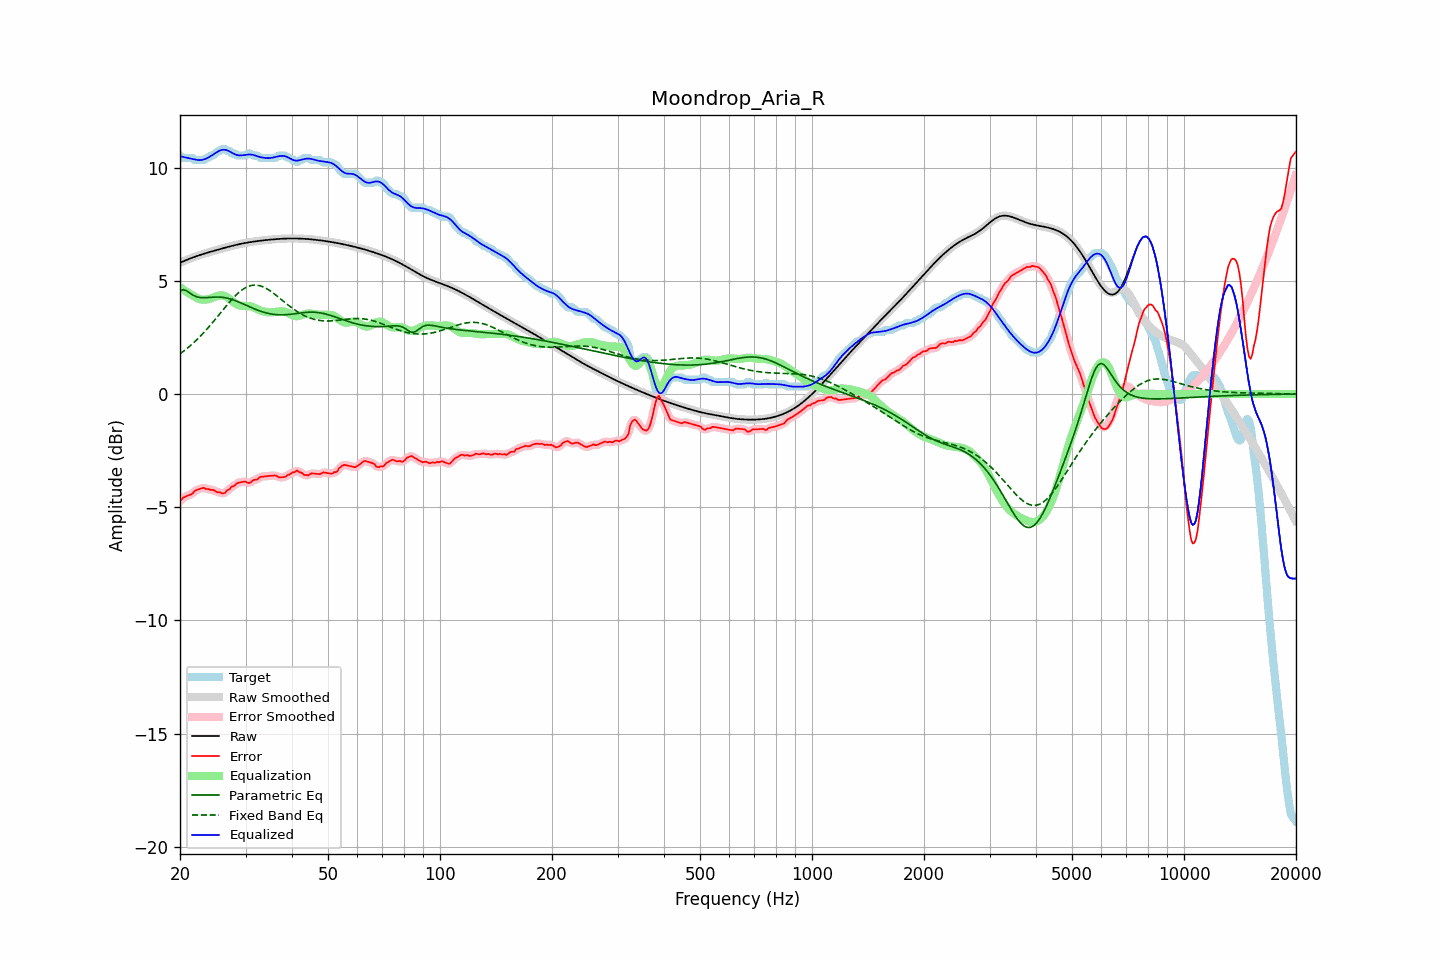 Moondrop_Aria_R
Amplitude (dBr)
10
5
0
−5
−10
−15
−20
Target
Raw Smoothed
Error Smoothed
Raw
Error
Equalization
Parametric Eq
Fixed Band Eq
Equalized
20 50 100 200 500 1000 2000 5000 10000 20000
Frequency (Hz)